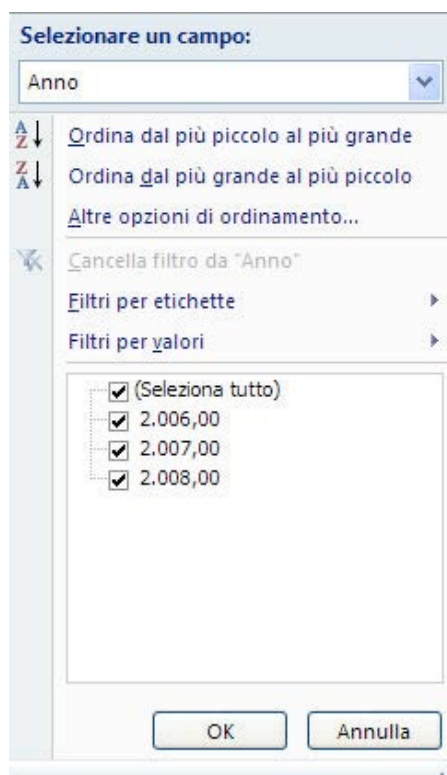 Selezionare un campo:
Anno
Ordina dal più piccolo al più grande
Ordina dal più grande al più piccolo
Altre opzioni di ordinamento...
Cancella filtro da "Anno"
Filtri per etichette
Filtri per valori
(Seleziona tutto)
2.006,00
2.007,00
2.008,00
OK Annulla